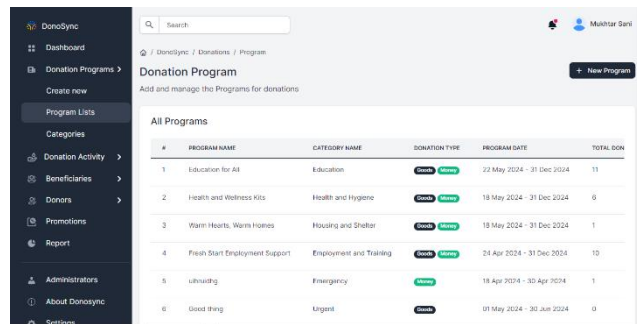 DonoSync
Dashboard
Donation Programs
Create new
Program Lists
Categories
Donation Activity
Beneficiaries
Donors
Promotions
Report
Administrators
About Donosync
Settings
Search
Mukhtar Sani
/ DonoSync / Donations / Program
Donation Program
+ New Program
Add and manage the Programs for donations
All Programs
# PROGRAM NAME CATEGORY NAME DONATION TYPE PROGRAM DATE TOTAL DON
1 Education for All Education Goods Money 22 May 2024 - 31 Dec 2024 11
2 Health and Wellness Kits Health and Hygiene Goods Money 18 May 2024 - 31 Dec 2024 6
3 Warm Hearts, Warm Homes Housing and Shelter Goods Money 18 May 2024 - 31 Dec 2024 1
4 Fresh Start Employment Support Employment and Training Goods Money 24 Apr 2024 - 31 Dec 2024 10
5 Emergency Money 18 Apr 2024 - 30 Apr 2024 1
6 Good thing Urgent Goods 01 May 2024 - 30 Jun 2024 0